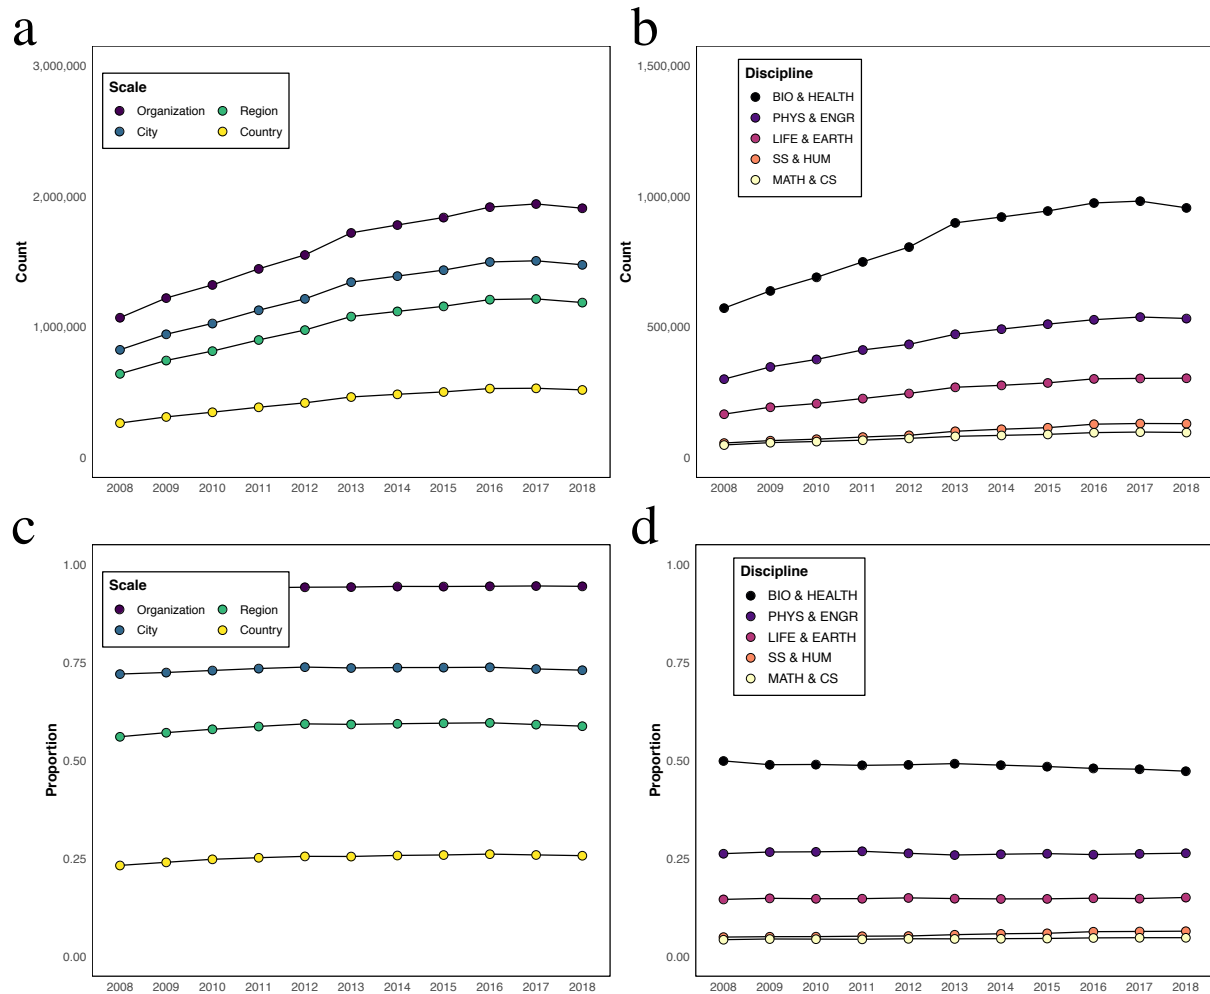 a
3,000,000
2,000,000
1,000,000
0
Count
Scale
Organization Region
City Country
2008 2009 2010 2011 2012 2013 2014 2015 2016 2017 2018
b
1,500,000
1,000,000
500,000
0
Count
Discipline
BIO & HEALTH
PHYS & ENGR
LIFE & EARTH
SS & HUM
MATH & CS
2008 2009 2010 2011 2012 2013 2014 2015 2016 2017 2018
c
1.00
0.75
0.50
0.25
0.00
Proportion
Scale
Organization Region
City Country
2008 2009 2010 2011 2012 2013 2014 2015 2016 2017 2018
d
1.00
0.75
0.50
0.25
0.00
Proportion
Discipline
BIO & HEALTH
PHYS & ENGR
LIFE & EARTH
SS & HUM
MATH & CS
2008 2009 2010 2011 2012 2013 2014 2015 2016 2017 2018